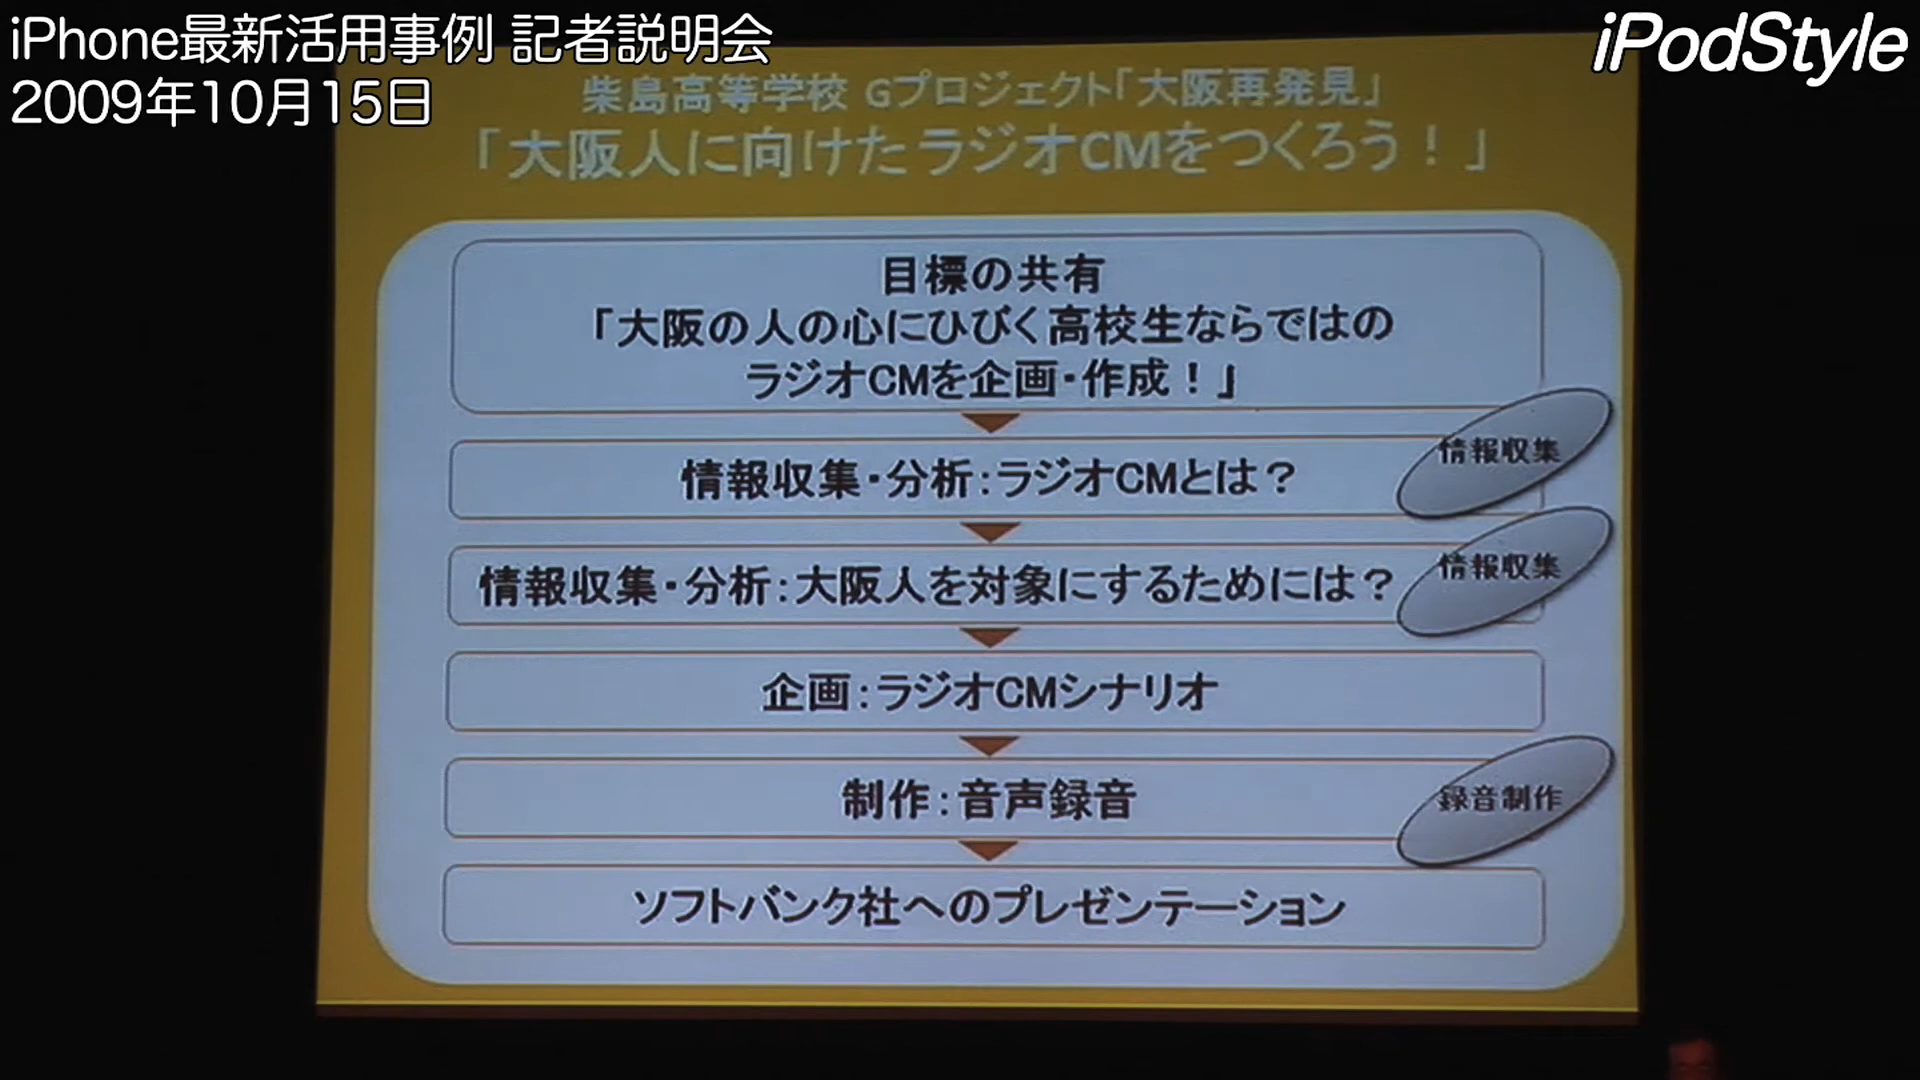 iPhone最新活用事例 記者説明会
2009年10月15日
iPodStyle
柴島高等学校 Gプロジェクト「大阪再発見」
「大阪人に向けたラジオCMをつくろう！」
目標の共有
「大阪の人の心にひびく高校生ならではの
ラジオCMを企画・作成！」
情報収集・分析：ラジオCMとは？
情報収集
情報収集・分析：大阪人を対象にするためには？
情報収集
企画：ラジオCMシナリオ
制作：音声録音
録音制作
ソフトバンク社へのプレゼンテーション